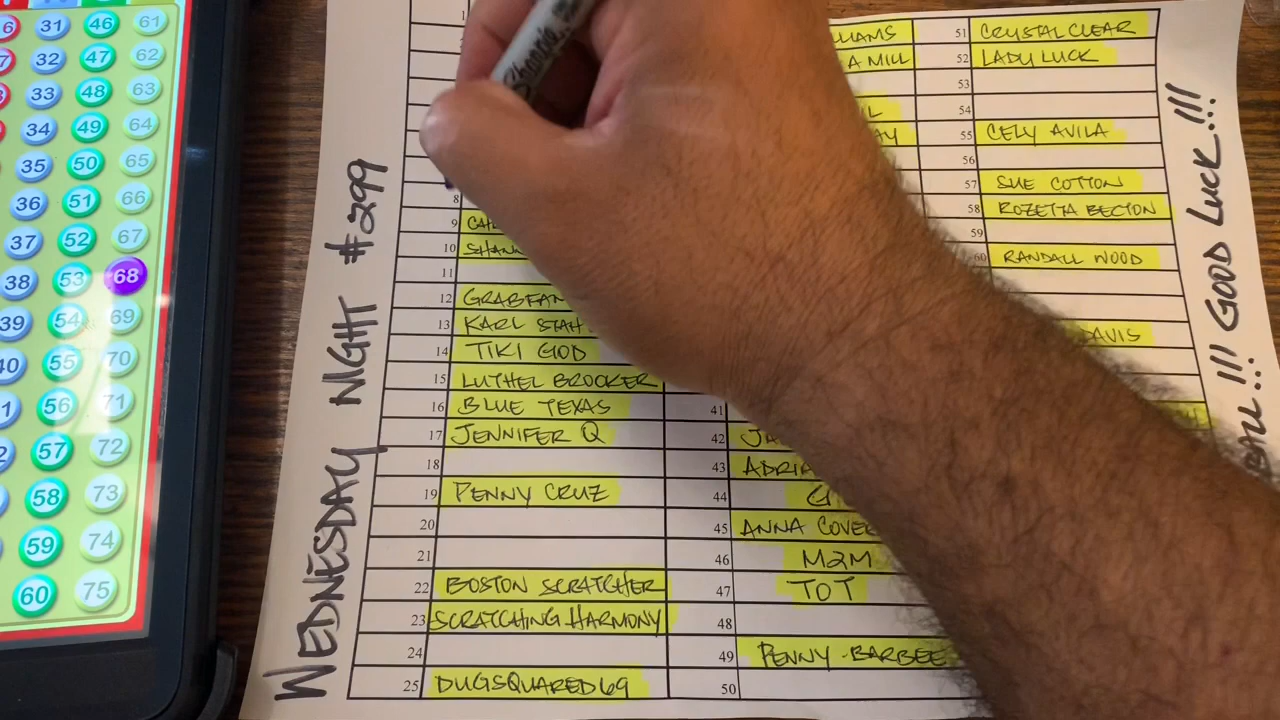 31 46 61
32 47 62
33 48 63
34 49 64
35 50 65
36 51 66
37 52 67
38 53 68
39 54 69
55 70
56 71
57 72
58 73
59 74
60 75
WEDNESDAY NIGHT #299
Sharpie
8
9
10
11
12
13 KARL
14 TIKI GOD
15 LUTHEL BROCKER
16 BLUE TEXAS
17 JENNIFER Q
18
19 PENNY CRUZ
20
21
22 BOSTON SCRATCHER
23 SCRATCHING HARMONY
24
25 DUGSQUARED69
A MILL
41
42
43
44
45 ANNA
46 M2M
47 TOT
48
49 PENNY BARBEE
50
51 CRYSTAL CLEAR
52 LADY LUCK
53
54
55 CELY AVILA
56
57 SUE COTTON
58 ROZETTA BECTON
59
60 RANDALL WOOD
DAVIS
!!! GOOD LUCK!!!